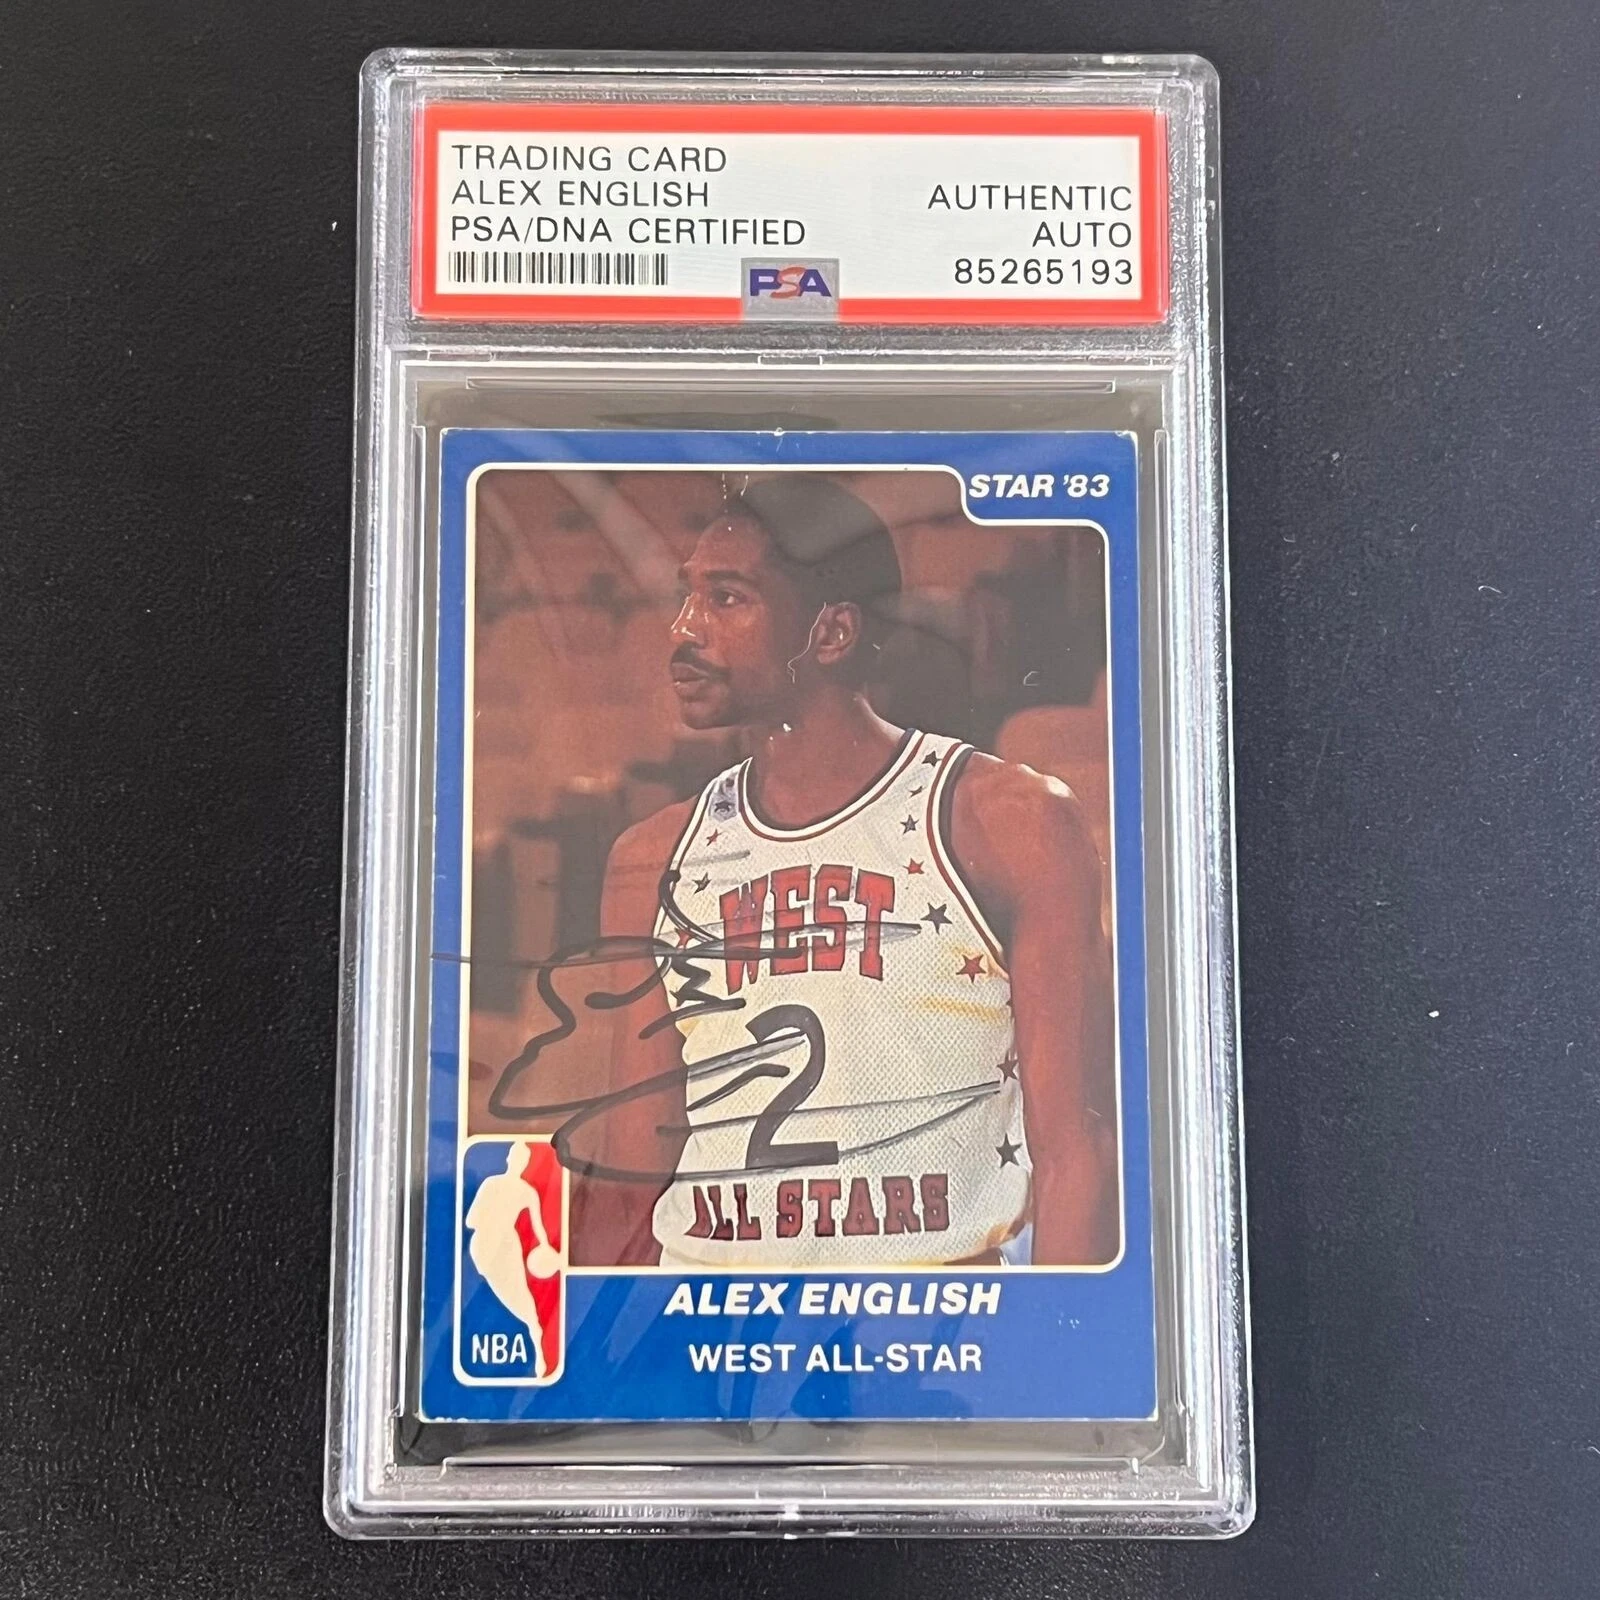 TRADING CARD
ALEX ENGLISH
PSA/DNA CERTIFIED
AUTHENTIC
AUTO
85265193
PSA
STAR '83
WEST
2
ALL STARS
NBA
ALEX ENGLISH
WEST ALL-STAR